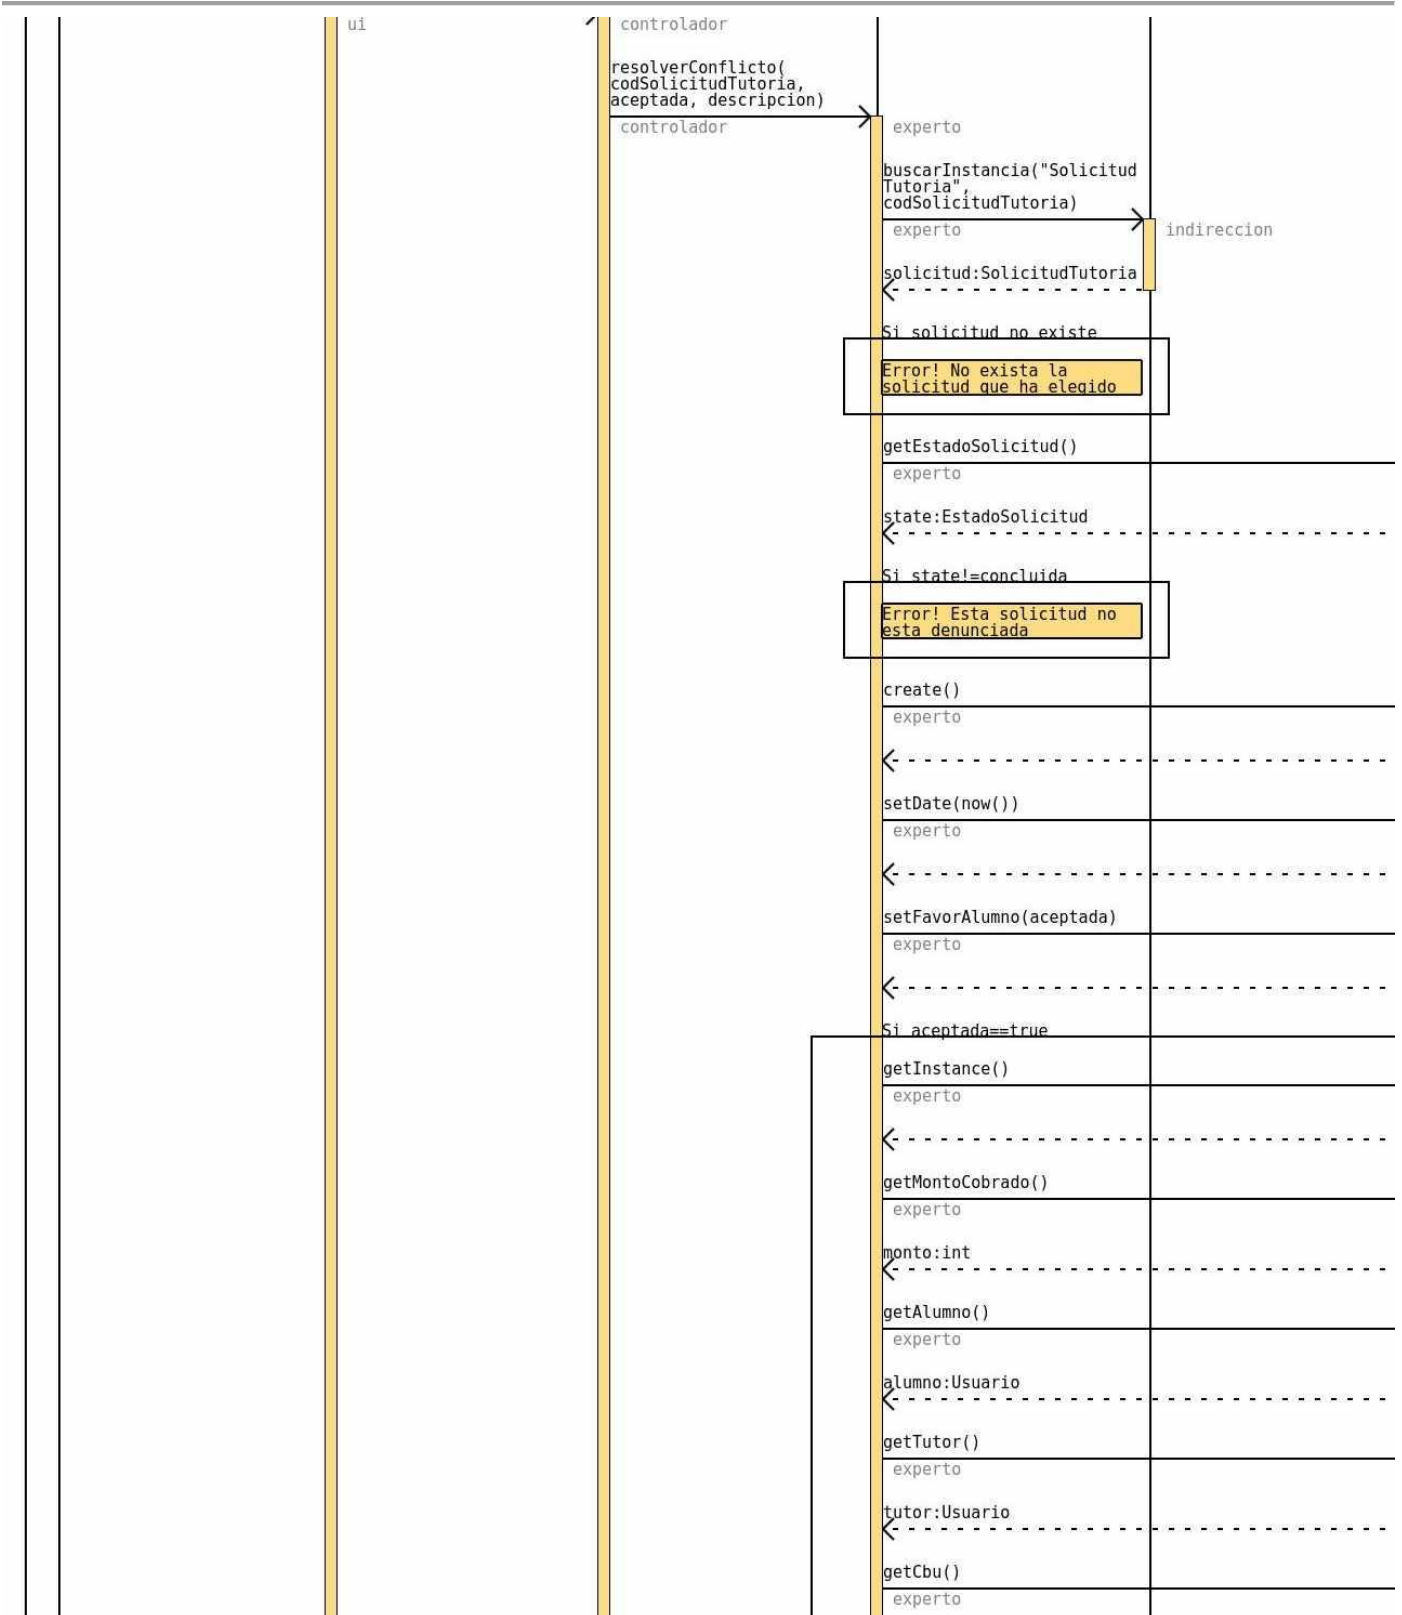 ui
controlador
resolverConflicto(
codSolicitudTutoria,
aceptada, descripcion)
controlador
experto
buscarInstancia("Solicitud
Tutoria",
codSolicitudTutoria)
experto
indireccion
solicitud:SolicitudTutoria
Si solicitud no existe
Error! No exista la
solicitud que ha elegido
getEstadoSolicitud()
experto
state:EstadoSolicitud
Si state!=concluida
Error! Esta solicitud no
esta denunciada
create()
experto
setDate(now())
experto
setFavorAlumno(aceptada)
experto
Si aceptada==true
getInstance()
experto
getMontoCobrado()
experto
monto:int
getAlumno()
experto
alumno:Usuario
getTutor()
experto
tutor:Usuario
getCbu()
experto